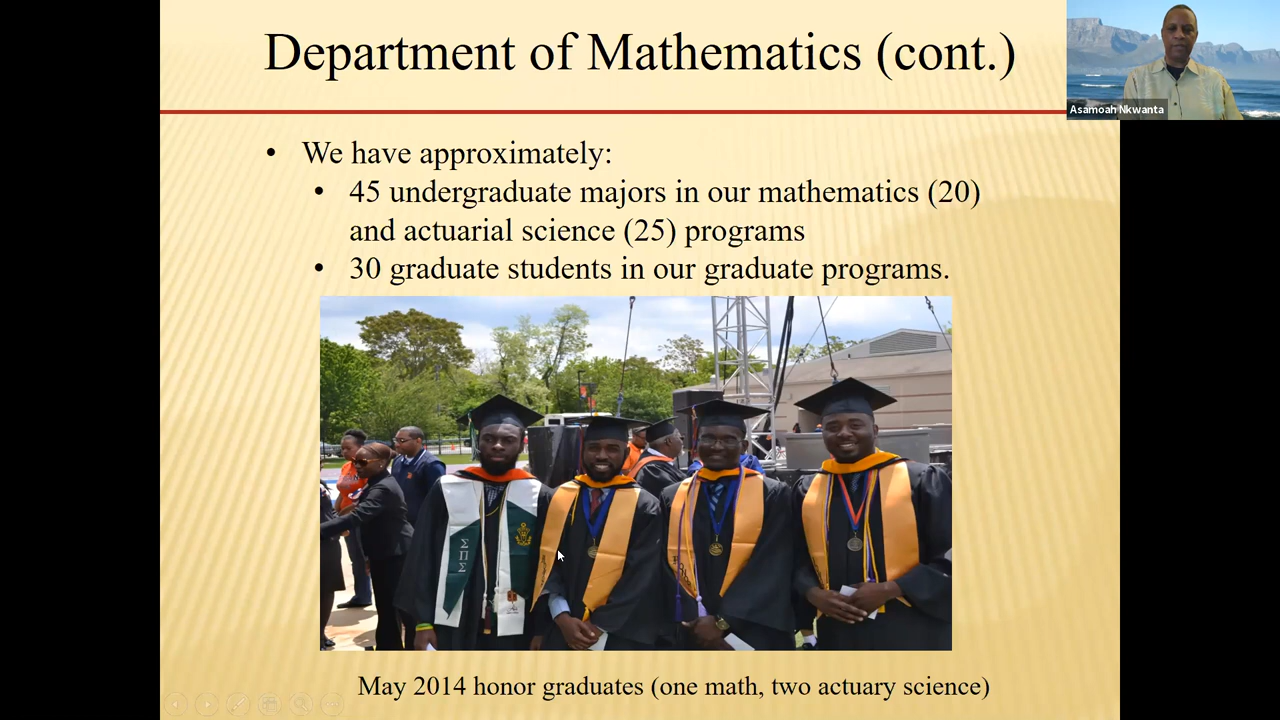 Department of Mathematics (cont.)
Asamoah Nkwanta
• We have approximately:
• 45 undergraduate majors in our mathematics (20)
and actuarial science (25) programs
• 30 graduate students in our graduate programs.
Σ
Π
Σ
May 2014 honor graduates (one math, two actuary science)